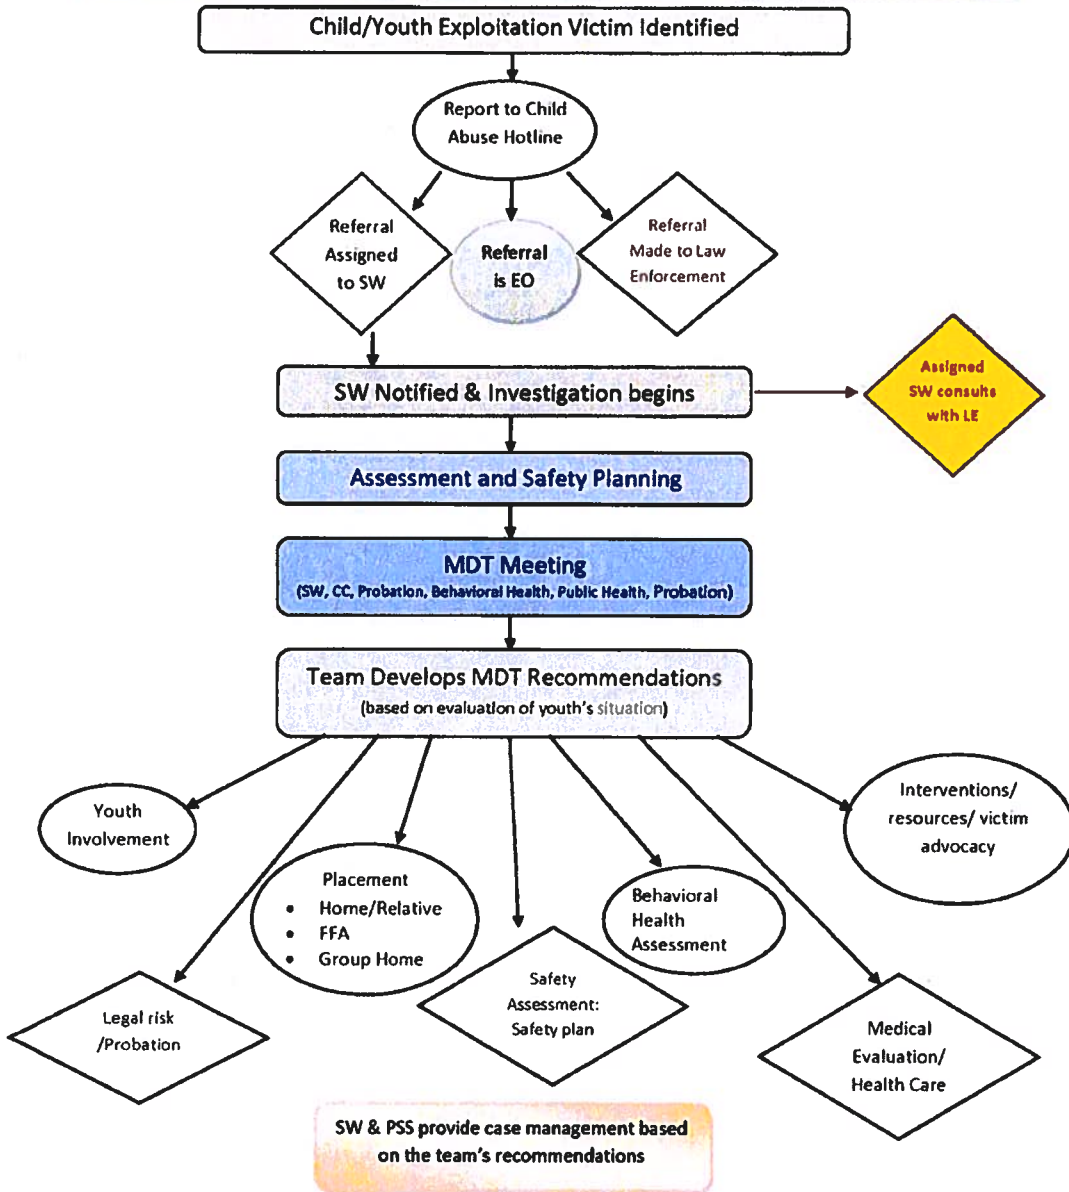 Child/Youth Exploitation Victim Identified
Report to Child
Abuse Hotline
Referral
Assigned
to SW
Referral
is EO
Referral
Made to Law
Enforcement
SW Notified & Investigation begins
Assigned
SW consults
with LE
Assessment and Safety Planning
MDT Meeting
(SW, CC, Probation, Behavioral Health, Public Health, Probation)
Team Develops MDT Recommendations
(based on evaluation of youth's situation)
Youth
Involvement
Interventions/
resources/ victim
advocacy
Placement
• Home/Relative
• FFA
• Group Home
Behavioral
Health
Assessment
Legal risk
/Probation
Safety
Assessment:
Safety plan
Medical
Evaluation/
Health Care
SW & PSS provide case management based
on the team's recommendations